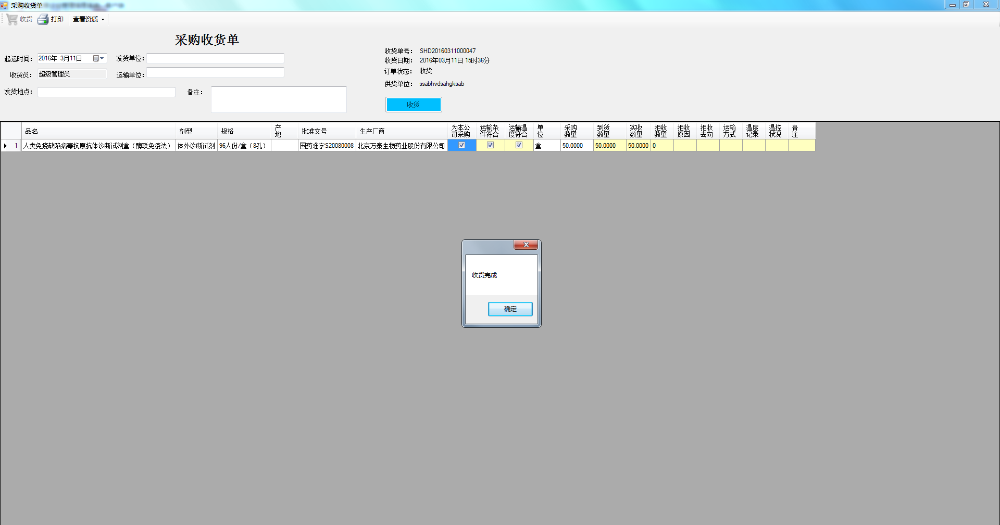 采购收货单
收货 打印 查看资质
采购收货单
起运时间： 2016年 3月11日 发货单位：
收货员： 超级管理员 运输单位：
发货地点： 备注：
收货单号： SHD20160311000047
收货日期： 2016年03月11日 15时36分
订单状态： 收货
供货单位： ssabhvdsahgksab
收货
品名 剂型 规格 产地 批准文号 生产厂商 为本公司采购 运输条件符合 运输温度符合 单位 采购数量 到货数量 实收数量 拒收数量 拒收原因 拒收去向 运输方式 温度记录 温控状况 备注
1 人类免疫缺陷病毒抗原抗体诊断试剂盒（酶联免疫法） 体外诊断试剂 96人份/盒（8孔） 国药准字S20080008 北京万泰生物药业股份有限公司 盒 50.0000 50.0000 50.0000 0
收货完成
确定